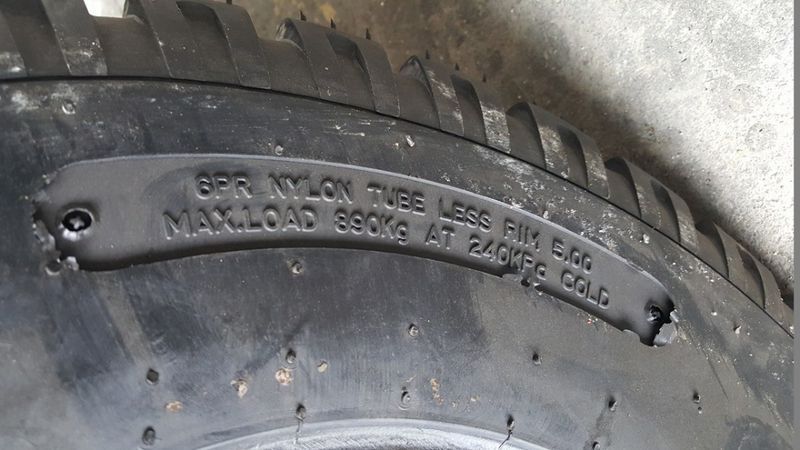 6PR NYLON TUBE LESS RIM 5.00
MAX.LOAD 890Kg AT 240KPa COLD